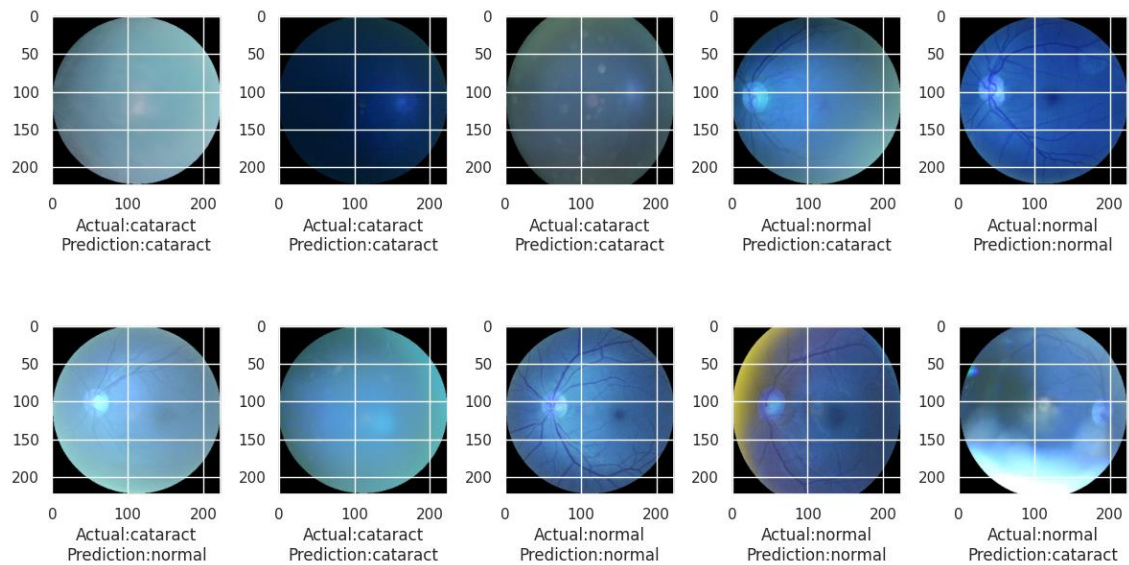 0 0 0 0 0
50 50 50 50 50
100 100 100 100 100
150 150 150 150 150
200 200 200 200 200
0 100 200 0 100 200 0 100 200 0 100 200 0 100 200
Actual:cataract Actual:cataract Actual:cataract Actual:normal Actual:normal
Prediction:cataract Prediction:cataract Prediction:cataract Prediction:cataract Prediction:normal
0 0 0 0 0
50 50 50 50 50
100 100 100 100 100
150 150 150 150 150
200 200 200 200 200
0 100 200 0 100 200 0 100 200 0 100 200 0 100 200
Actual:cataract Actual:cataract Actual:normal Actual:normal Actual:normal
Prediction:normal Prediction:cataract Prediction:normal Prediction:normal Prediction:cataract